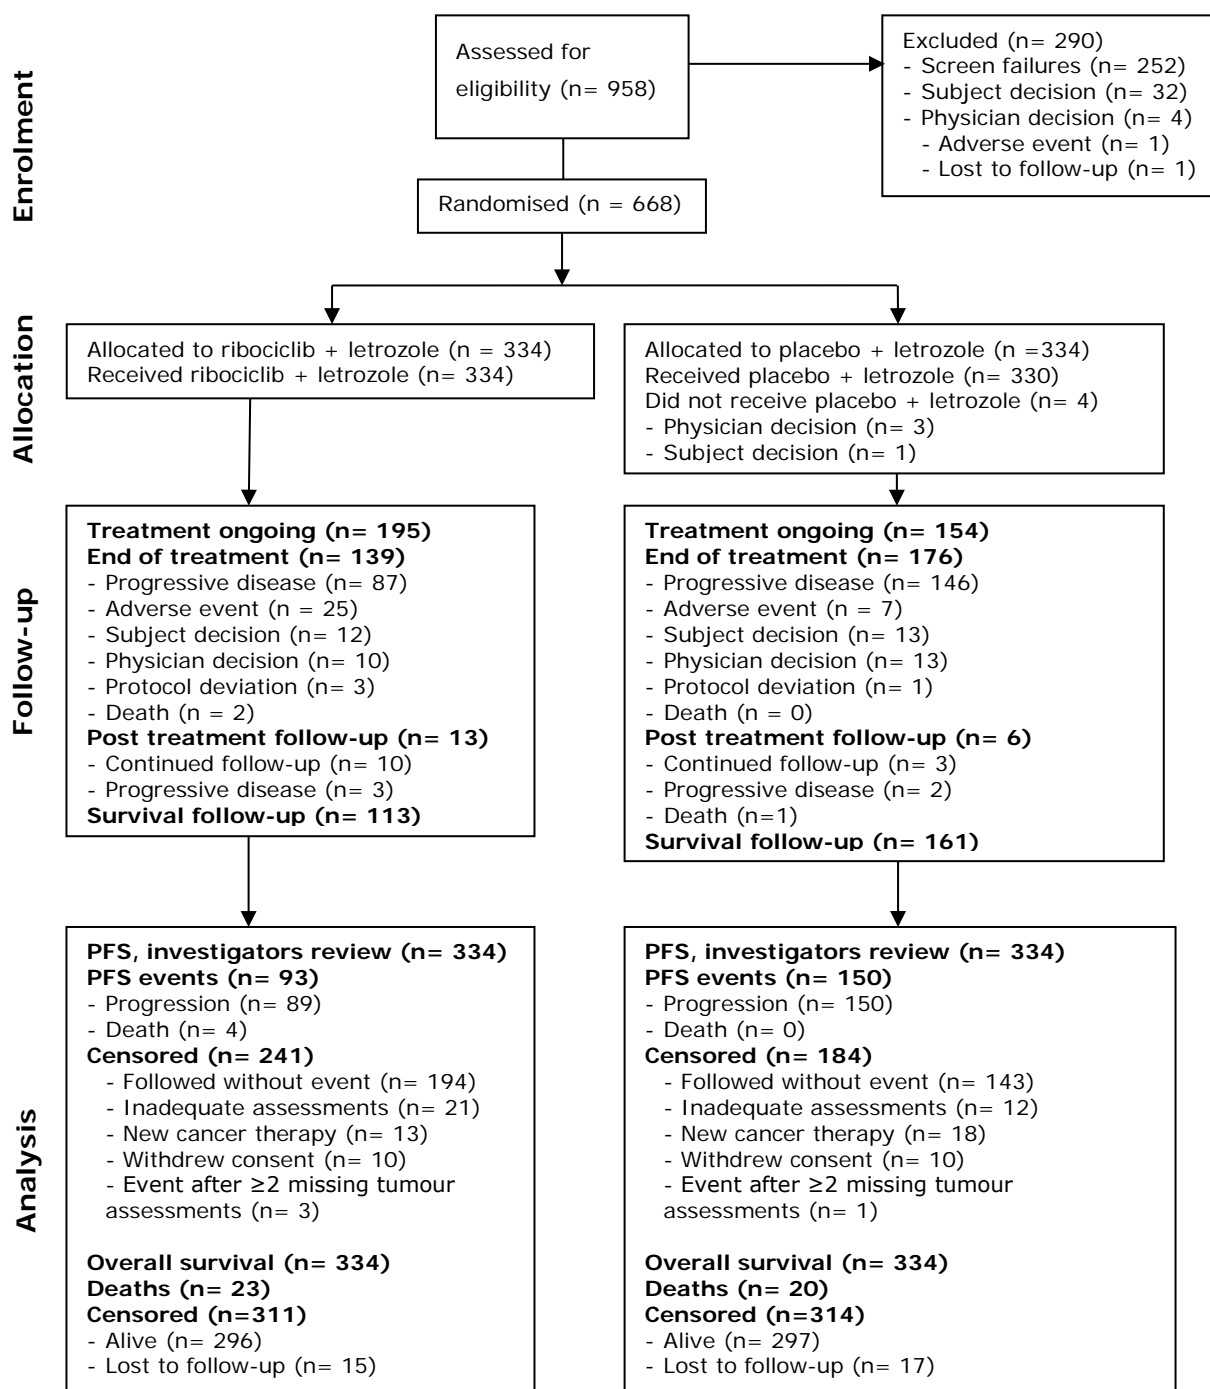 Enrolment
Assessed for
eligibility (n= 958)
Excluded (n= 290)
- Screen failures (n= 252)
- Subject decision (n= 32)
- Physician decision (n= 4)
- Adverse event (n= 1)
- Lost to follow-up (n= 1)
Randomised (n = 668)
Allocation
Allocated to ribociclib + letrozole (n = 334)
Received ribociclib + letrozole (n= 334)
Allocated to placebo + letrozole (n =334)
Received placebo + letrozole (n= 330)
Did not receive placebo + letrozole (n= 4)
- Physician decision (n= 3)
- Subject decision (n= 1)
Follow-up
Treatment ongoing (n= 195)
End of treatment (n= 139)
- Progressive disease (n= 87)
- Adverse event (n = 25)
- Subject decision (n= 12)
- Physician decision (n= 10)
- Protocol deviation (n= 3)
- Death (n = 2)
Post treatment follow-up (n= 13)
- Continued follow-up (n= 10)
- Progressive disease (n= 3)
Survival follow-up (n= 113)
Treatment ongoing (n= 154)
End of treatment (n= 176)
- Progressive disease (n= 146)
- Adverse event (n = 7)
- Subject decision (n= 13)
- Physician decision (n= 13)
- Protocol deviation (n= 1)
- Death (n = 0)
Post treatment follow-up (n= 6)
- Continued follow-up (n= 3)
- Progressive disease (n= 2)
- Death (n=1)
Survival follow-up (n= 161)
Analysis
PFS, investigators review (n= 334)
PFS events (n= 93)
- Progression (n= 89)
- Death (n= 4)
Censored (n= 241)
- Followed without event (n= 194)
- Inadequate assessments (n= 21)
- New cancer therapy (n= 13)
- Withdrew consent (n= 10)
- Event after ≥2 missing tumour
assessments (n= 3)
Overall survival (n= 334)
Deaths (n= 23)
Censored (n=311)
- Alive (n= 296)
- Lost to follow-up (n= 15)
PFS, investigators review (n= 334)
PFS events (n= 150)
- Progression (n= 150)
- Death (n= 0)
Censored (n= 184)
- Followed without event (n= 143)
- Inadequate assessments (n= 12)
- New cancer therapy (n= 18)
- Withdrew consent (n= 10)
- Event after ≥2 missing tumour
assessments (n= 1)
Overall survival (n= 334)
Deaths (n= 20)
Censored (n=314)
- Alive (n= 297)
- Lost to follow-up (n= 17)